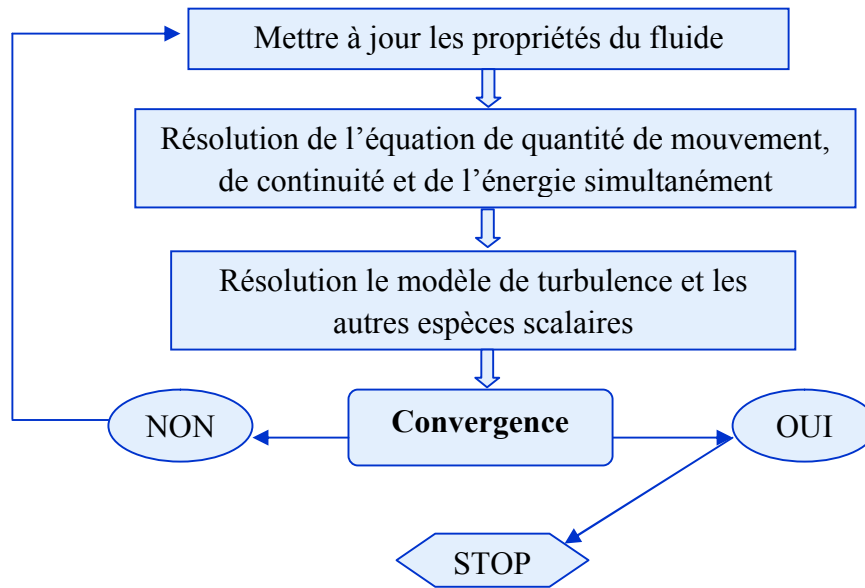 Mettre à jour les propriétés du fluide
Résolution de l’équation de quantité de mouvement,
de continuité et de l’énergie simultanément
Résolution le modèle de turbulence et les
autres espèces scalaires
NON
Convergence
OUI
STOP